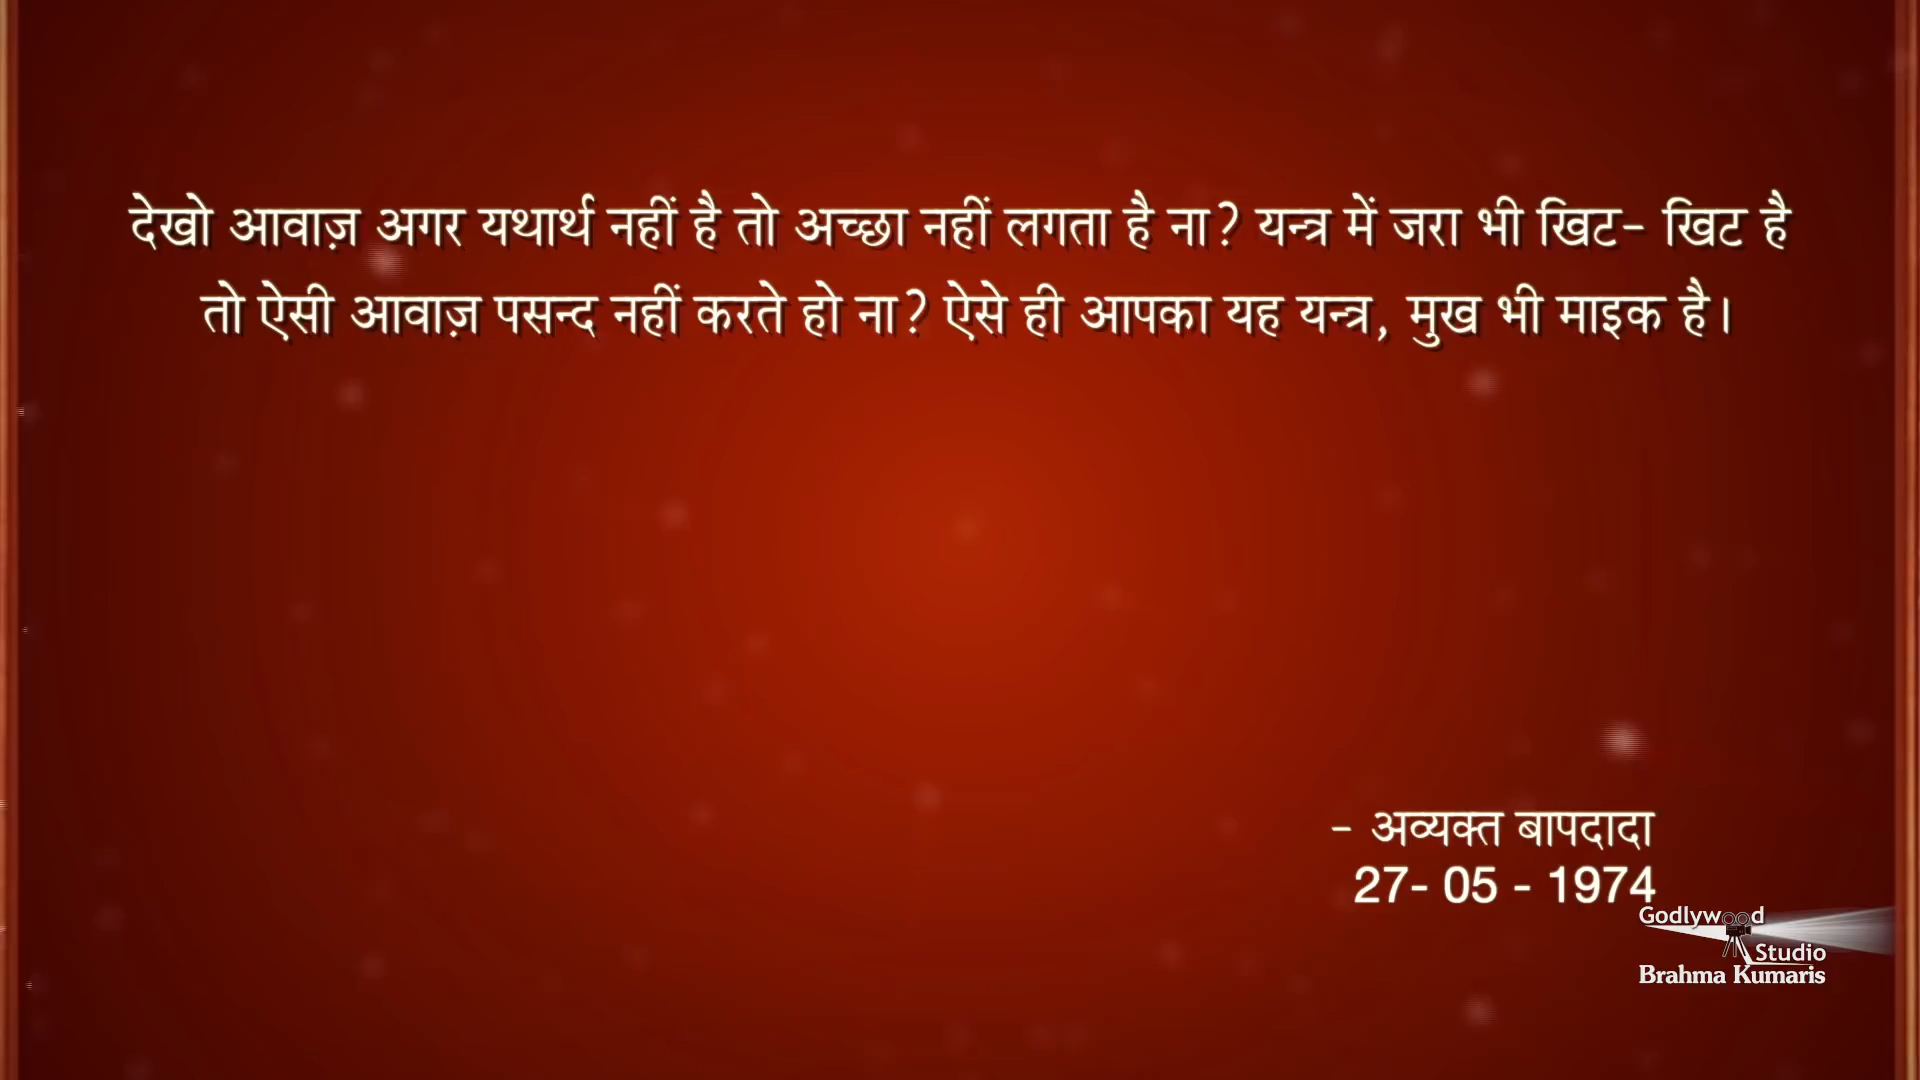 देखो आवाज़ अगर यथार्थ नहीं है तो अच्छा नहीं लगता है ना? यन्त्र में जरा भी खिट- खिट है
तो ऐसी आवाज़ पसन्द नहीं करते हो ना? ऐसे ही आपका यह यन्त्र, मुख भी माइक है।
- अव्यक्त बापदादा
27- 05 - 1974
Godlywood
Studio
Brahma Kumaris